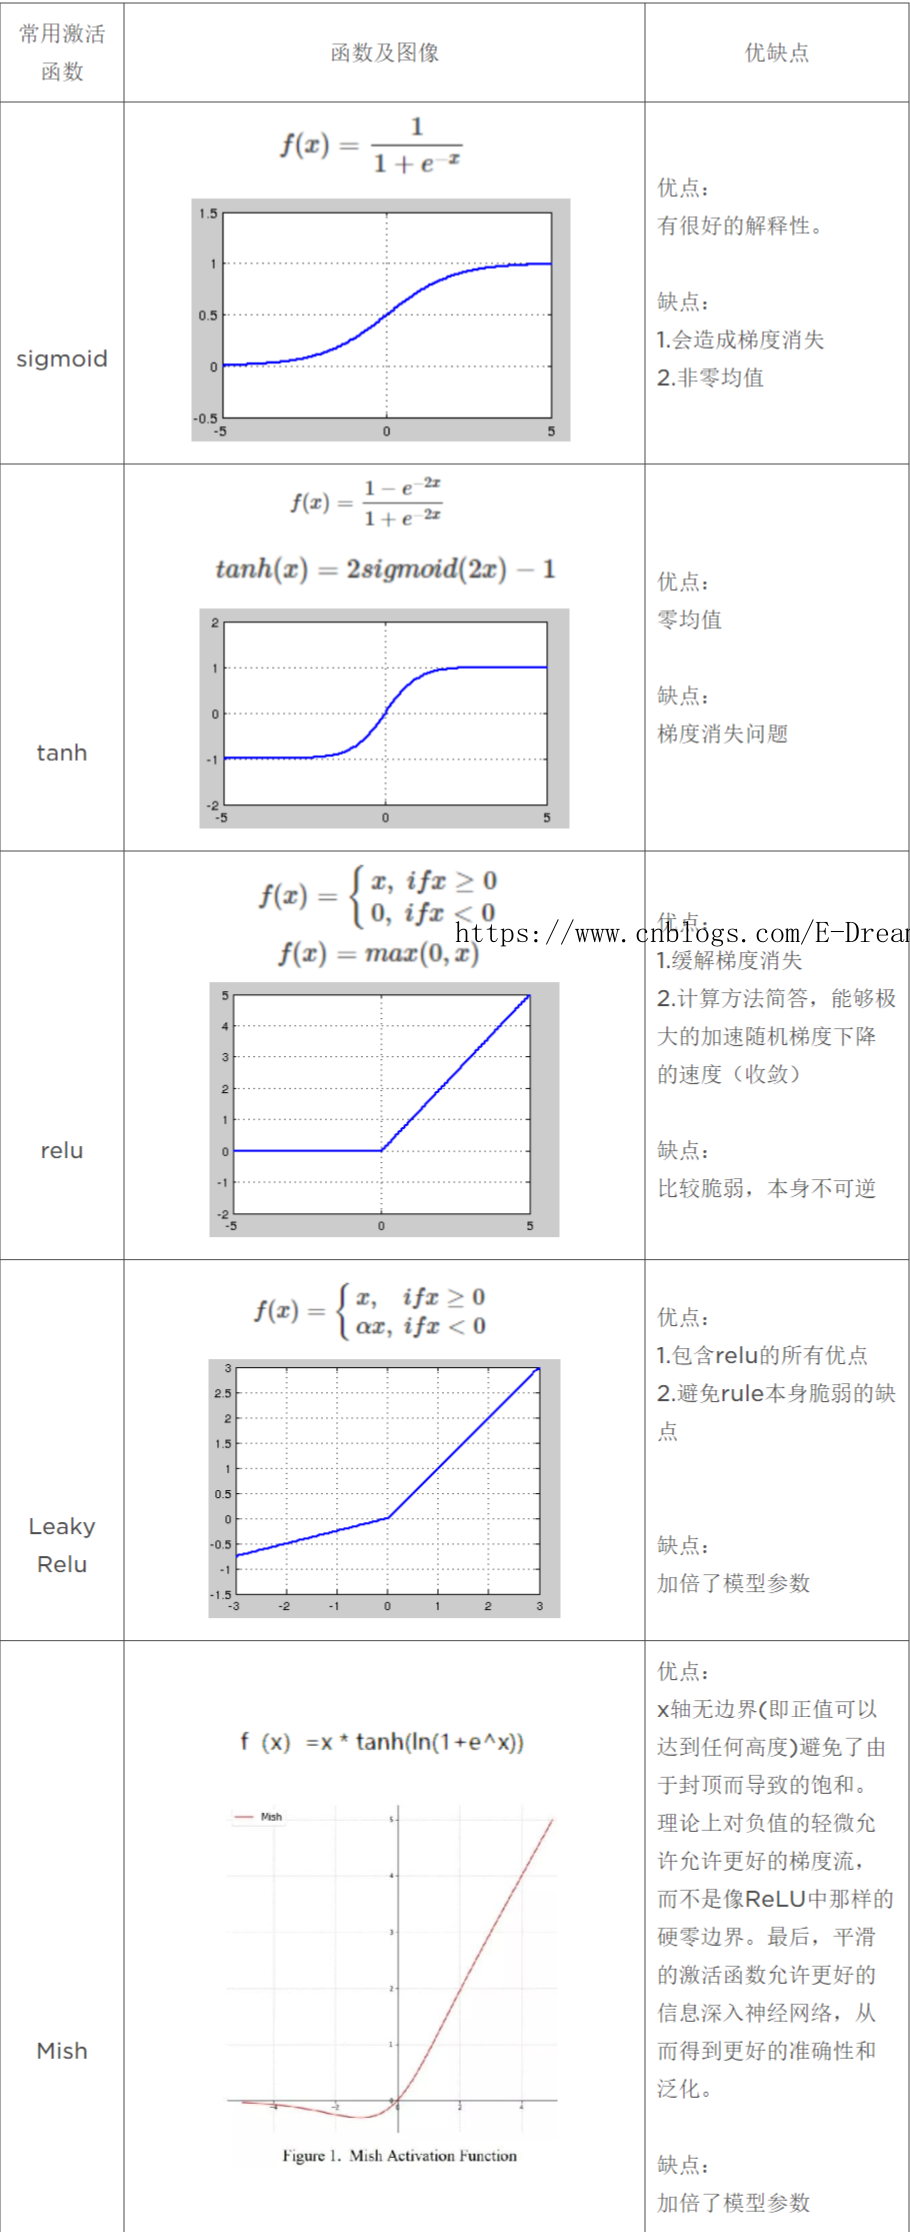 常用激活
函数
函数及图像
优缺点
f(x) = 1 / (1 + e^{-x})
1.5
1
0.5
0
-0.5
-5
0
5
sigmoid
优点：
有很好的解释性。
缺点：
1.会造成梯度消失
2.非零均值
f(x) = (1 - e^{-2x}) / (1 + e^{-2x})
tanh(x) = 2sigmoid(2x) - 1
2
1
0
-1
-2
-5
0
5
tanh
优点：
零均值
缺点：
梯度消失问题
f(x) = { x, ifx ≥ 0
0, ifx < 0
f(x) = max(0, x)
https://www.cnblogs.com/E-Dream
5
4
3
2
1
0
-1
-2
-5
0
5
relu
优点：
1.缓解梯度消失
2.计算方法简答，能够极
大的加速随机梯度下降
的速度（收敛）
缺点：
比较脆弱，本身不可逆
f(x) = { x, ifx ≥ 0
αx, ifx < 0
3
2.5
2
1.5
1
0.5
0
-0.5
-1
-1.5
-3
-2
-1
0
1
2
3
Leaky
Relu
优点：
1.包含relu的所有优点
2.避免rule本身脆弱的缺
点
缺点：
加倍了模型参数
f (x) =x * tanh(ln(1+e^x))
Mish
5
4
3
2
1
0
-4
-2
0
2
4
Figure 1. Mish Activation Function
Mish
优点：
x轴无边界(即正值可以
达到任何高度)避免了由
于封顶而导致的饱和。
理论上对负值的轻微允
许允许更好的梯度流，
而不是像ReLU中那样的
硬零边界。最后，平滑
的激活函数允许更好的
信息深入神经网络，从
而得到更好的准确性和
泛化。
缺点：
加倍了模型参数